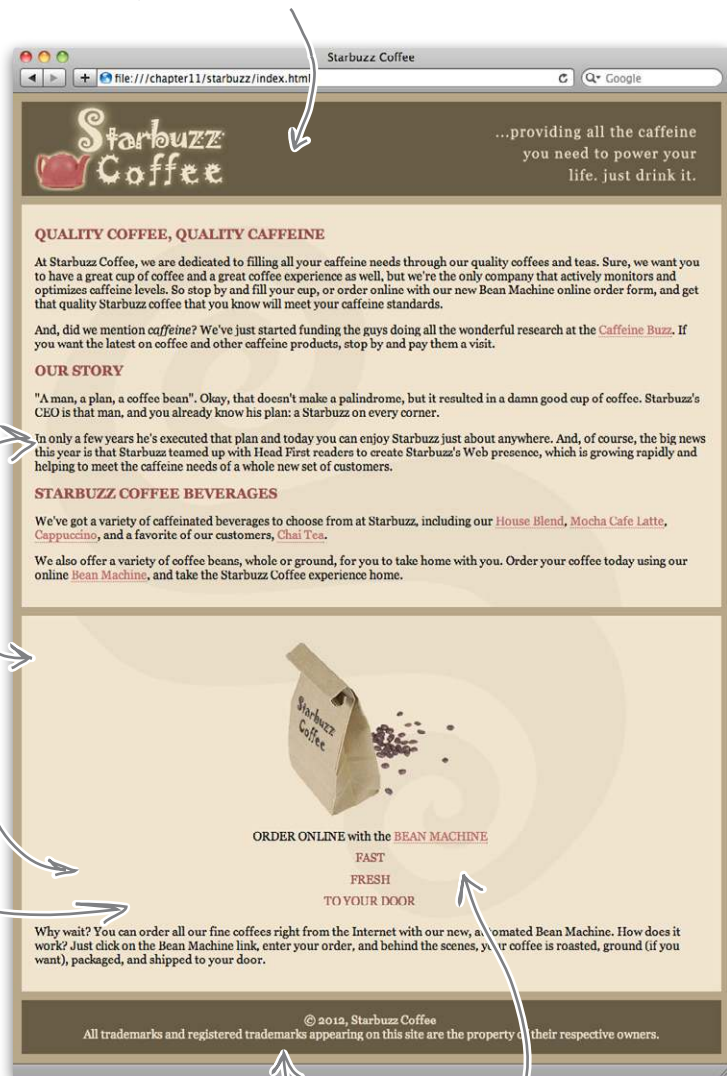 Starbuzz Coffee
file:///chapter11/starbuzz/index.html
Google
Starbuzz
Coffee
...providing all the caffeine
you need to power your
life. just drink it.
QUALITY COFFEE, QUALITY CAFFEINE
At Starbuzz Coffee, we are dedicated to filling all your caffeine needs through our quality coffees and teas. Sure, we want you
to have a great cup of coffee and a great coffee experience as well, but we're the only company that actively monitors and
optimizes caffeine levels. So stop by and fill your cup, or order online with our new Bean Machine online order form, and get
that quality Starbuzz coffee that you know will meet your caffeine standards.
And, did we mention caffeine? We've just started funding the guys doing all the wonderful research at the Caffeine Buzz. If
you want the latest on coffee and other caffeine products, stop by and pay them a visit.
OUR STORY
"A man, a plan, a coffee bean". Okay, that doesn't make a palindrome, but it resulted in a damn good cup of coffee. Starbuzz's
CEO is that man, and you already know his plan: a Starbuzz on every corner.
In only a few years he's executed that plan and today you can enjoy Starbuzz just about anywhere. And, of course, the big news
this year is that Starbuzz teamed up with Head First readers to create Starbuzz's Web presence, which is growing rapidly and
helping to meet the caffeine needs of a whole new set of customers.
STARBUZZ COFFEE BEVERAGES
We've got a variety of caffeinated beverages to choose from at Starbuzz, including our House Blend, Mocha Cafe Latte,
Cappuccino, and a favorite of our customers, Chai Tea.
We also offer a variety of coffee beans, whole or ground, for you to take home with you. Order your coffee today using our
online Bean Machine, and take the Starbuzz Coffee experience home.
Starbuzz
Coffee
ORDER ONLINE with the BEAN MACHINE
FAST
FRESH
TO YOUR DOOR
Why wait? You can order all our fine coffees right from the Internet with our new, automated Bean Machine. How does it
work? Just click on the Bean Machine link, enter your order, and behind the scenes, your coffee is roasted, ground (if you
want), packaged, and shipped to your door.
© 2012, Starbuzz Coffee
All trademarks and registered trademarks appearing on this site are the property of their respective owners.